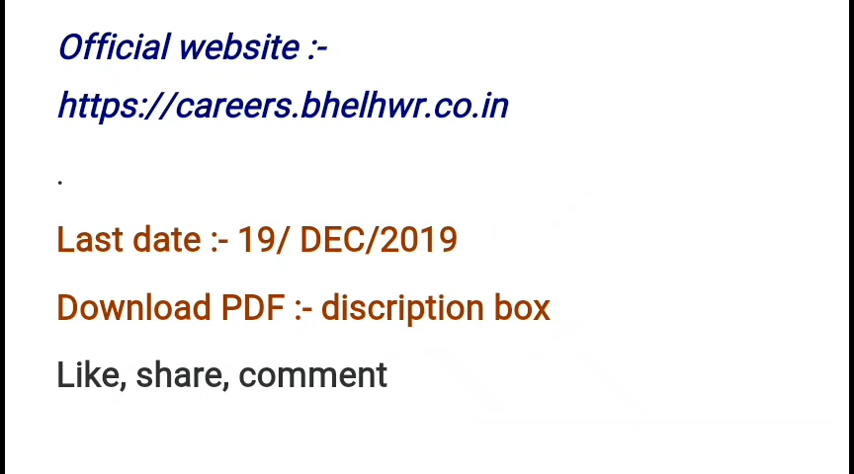 Official website :-
https://careers.bhelhwr.co.in
.
Last date :- 19/ DEC/2019
Download PDF :- discription box
Like, share, comment